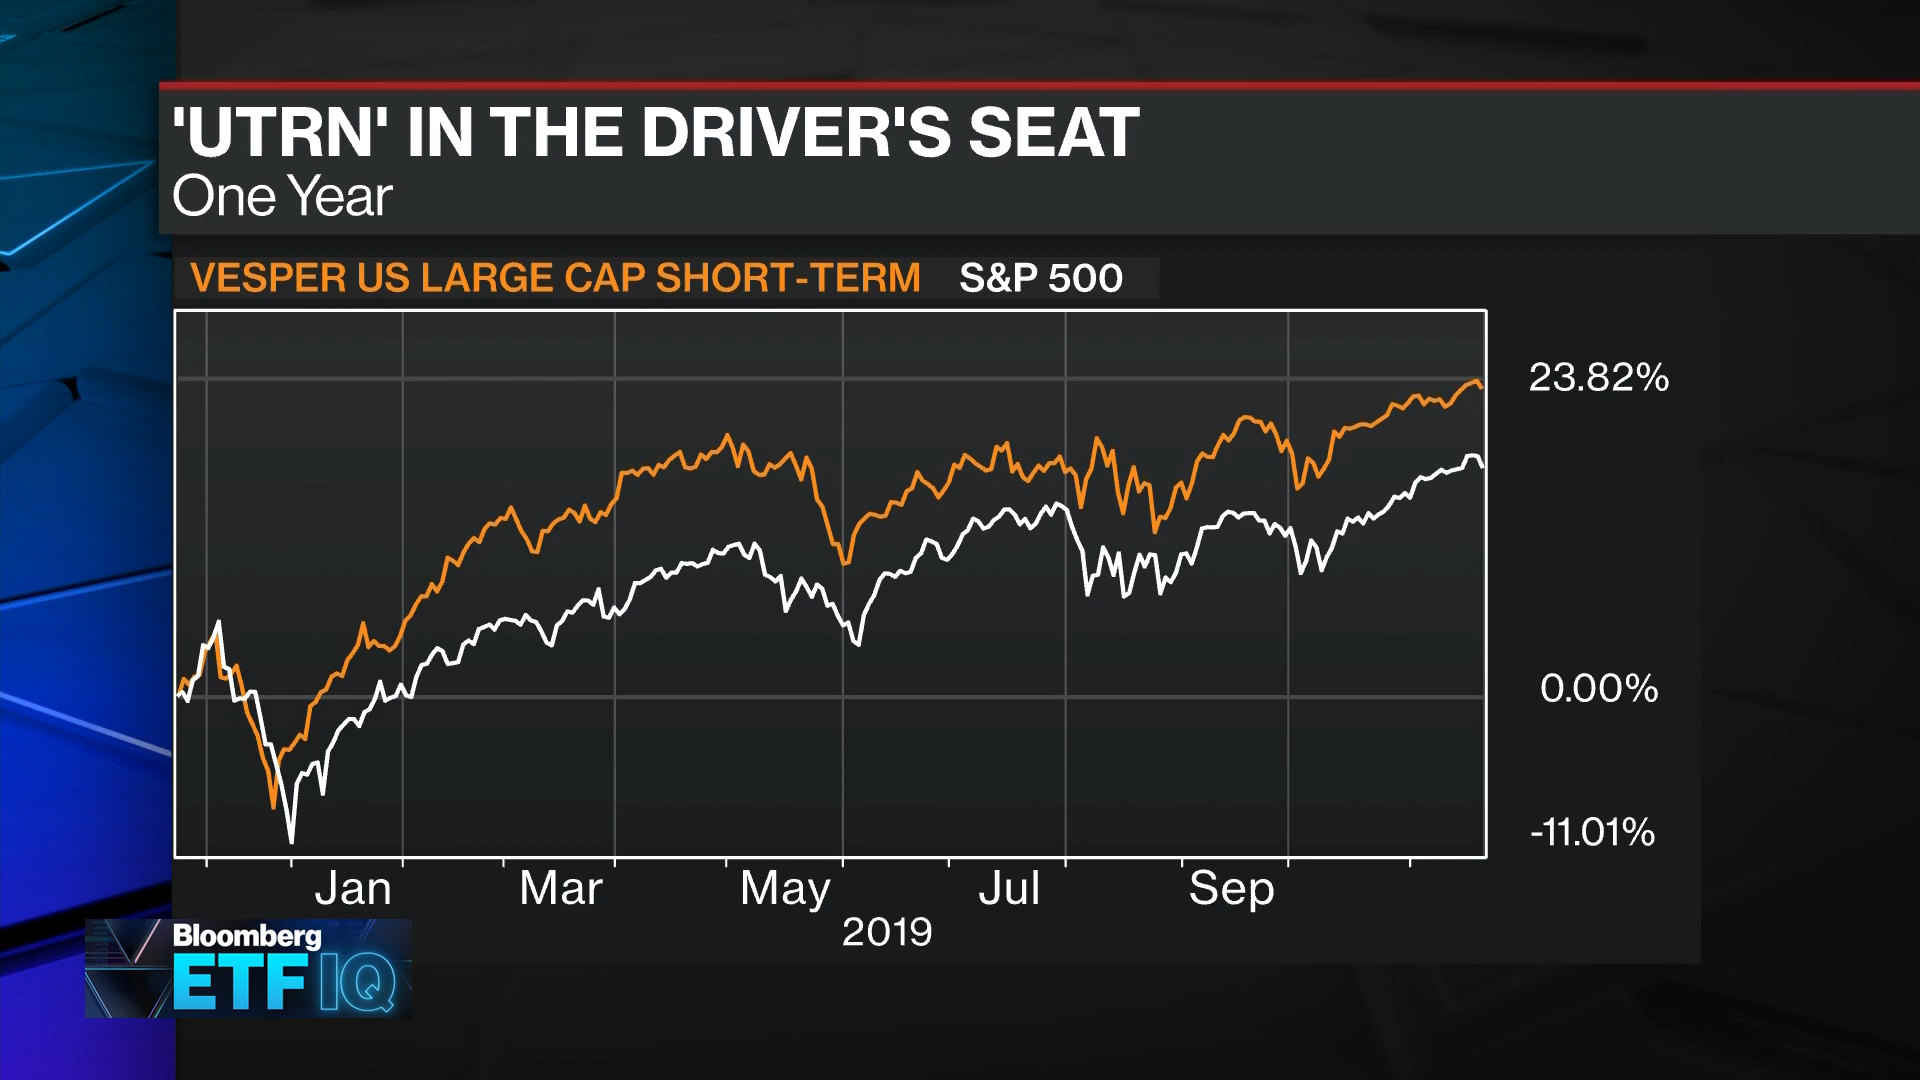 'UTRN' IN THE DRIVER'S SEAT
One Year
VESPER US LARGE CAP SHORT-TERM S&P 500
23.82%
0.00%
-11.01%
Jan Mar May Jul Sep
2019
Bloomberg
ETF IQ